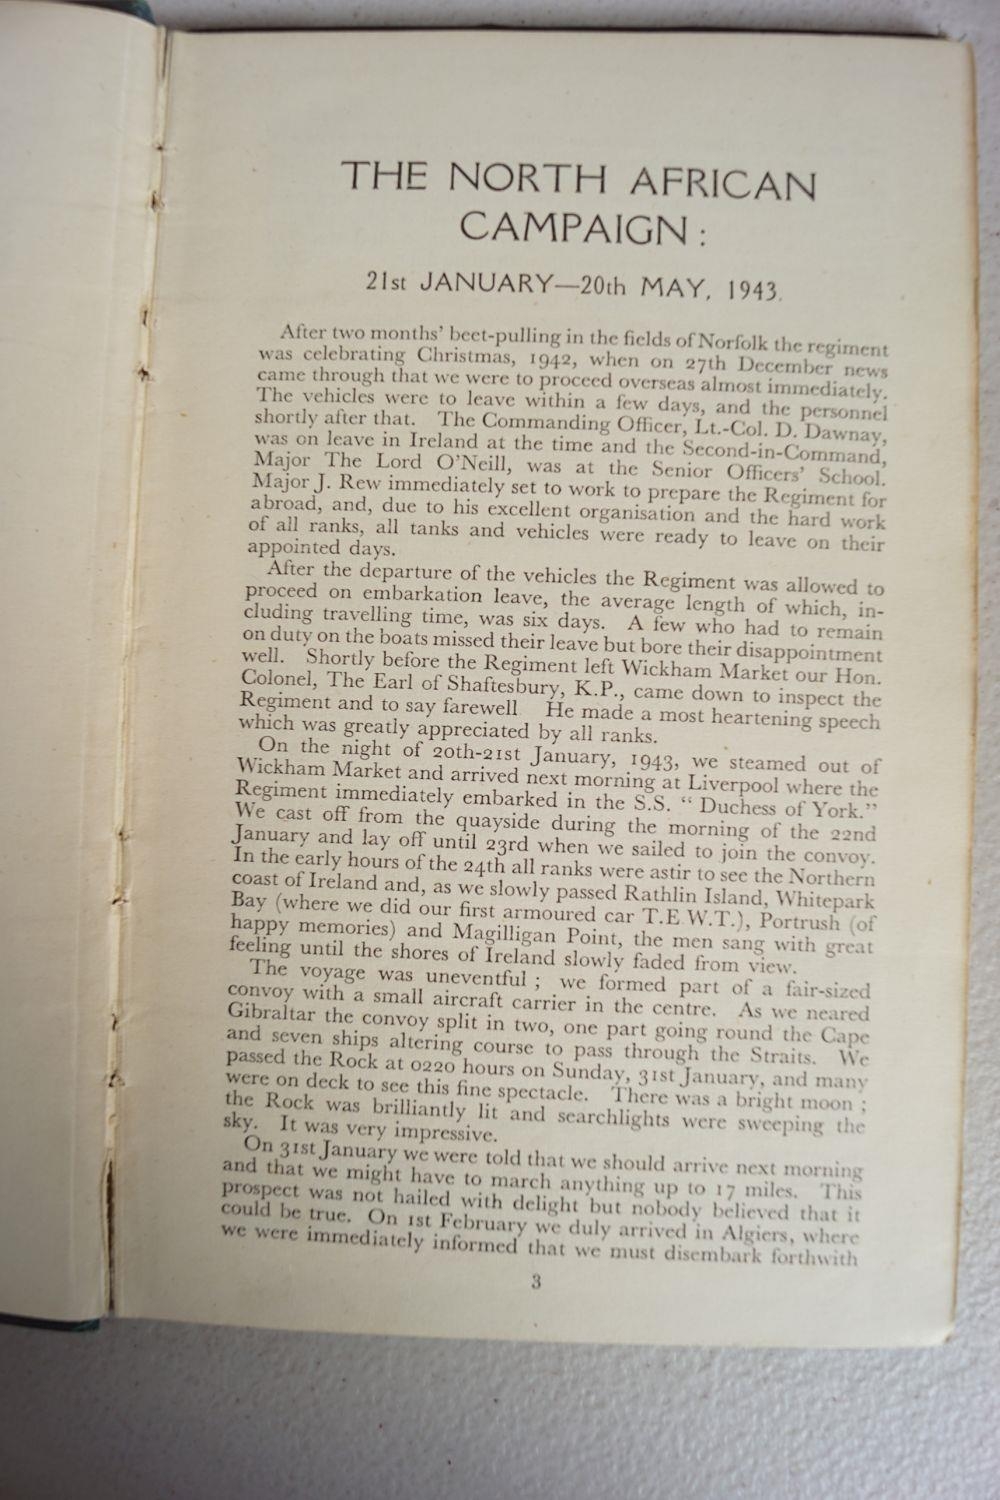 THE NORTH AFRICAN
CAMPAIGN:
21st JANUARY—20th MAY, 1943.
After two months' beet-pulling in the fields of Norfolk the regiment
was celebrating Christmas, 1942, when on 27th December news
came through that we were to proceed overseas almost immediately.
The vehicles were to leave within a few days, and the personnel
shortly after that. The Commanding Officer, Lt.-Col. D. Dawnay,
was on leave in Ireland at the time and the Second-in-Command,
Major The Lord O'Neill, was at the Senior Officers' School.
Major J. Rew immediately set to work to prepare the Regiment for
abroad, and, due to his excellent organisation and the hard work
of all ranks, all tanks and vehicles were ready to leave on their
appointed days.
After the departure of the vehicles the Regiment was allowed to
proceed on embarkation leave, the average length of which, in-
cluding travelling time, was six days. A few who had to remain
on duty on the boats missed their leave but bore their disappointment
well. Shortly before the Regiment left Wickham Market our Hon.
Colonel, The Earl of Shaftesbury, K.P., came down to inspect the
Regiment and to say farewell He made a most heartening speech
which was greatly appreciated by all ranks.
On the night of 20th-21st January, 1943, we steamed out of
Wickham Market and arrived next morning at Liverpool where the
Regiment immediately embarked in the S.S. “ Duchess of York.”
We cast off from the quayside during the morning of the 22nd
January and lay off until 23rd when we sailed to join the convoy.
In the early hours of the 24th all ranks were astir to see the Northern
coast of Ireland and, as we slowly passed Rathlin Island, Whitepark
Bay (where we did our first armoured car T.E.W.T.), Portrush (of
happy memories) and Magilligan Point, the men sang with great
feeling until the shores of Ireland slowly faded from view.
The voyage was uneventful ; we formed part of a fair-sized
convoy with a small aircraft carrier in the centre. As we neared
Gibraltar the convoy split in two, one part going round the Cape
and seven ships altering course to pass through the Straits. We
passed the Rock at 0220 hours on Sunday, 31st January, and many
were on deck to see this fine spectacle. There was a bright moon ;
the Rock was brilliantly lit and searchlights were sweeping the
sky. It was very impressive.
On 31st January we were told that we should arrive next morning
and that we might have to march anything up to 17 miles. This
prospect was not hailed with delight but nobody believed that it
could be true. On 1st February we duly arrived in Algiers, where
we were immediately informed that we must disembark forthwith
3